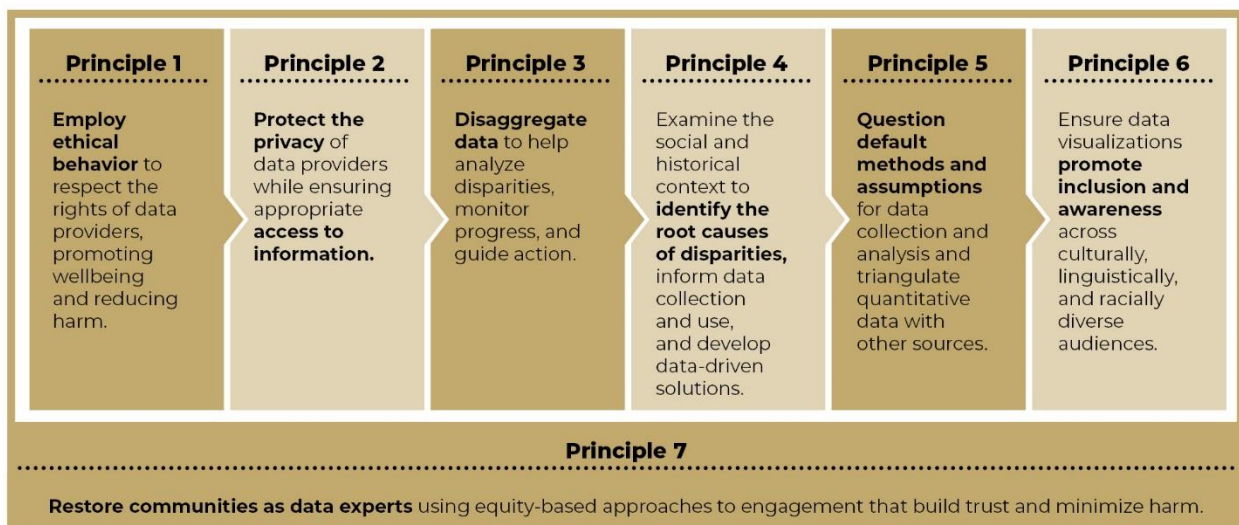 Principle 1
Employ
ethical
behavior to
respect the
rights of data
providers,
promoting
wellbeing
and reducing
harm.
Principle 2
Protect the
privacy of
data providers
while ensuring
appropriate
access to
information.
Principle 3
Disaggregate
data to help
analyze
disparities,
monitor
progress, and
guide action.
Principle 4
Examine the
social and
historical
context to
identify the
root causes
of disparities,
inform data
collection
and use,
and develop
data-driven
solutions.
Principle 5
Question
default
methods and
assumptions
for data
collection and
analysis and
triangulate
quantitative
data with
other sources.
Principle 6
Ensure data
visualizations
promote
inclusion and
awareness
across
culturally,
linguistically,
and racially
diverse
audiences.
Principle 7
Restore communities as data experts using equity-based approaches to engagement that build trust and minimize harm.